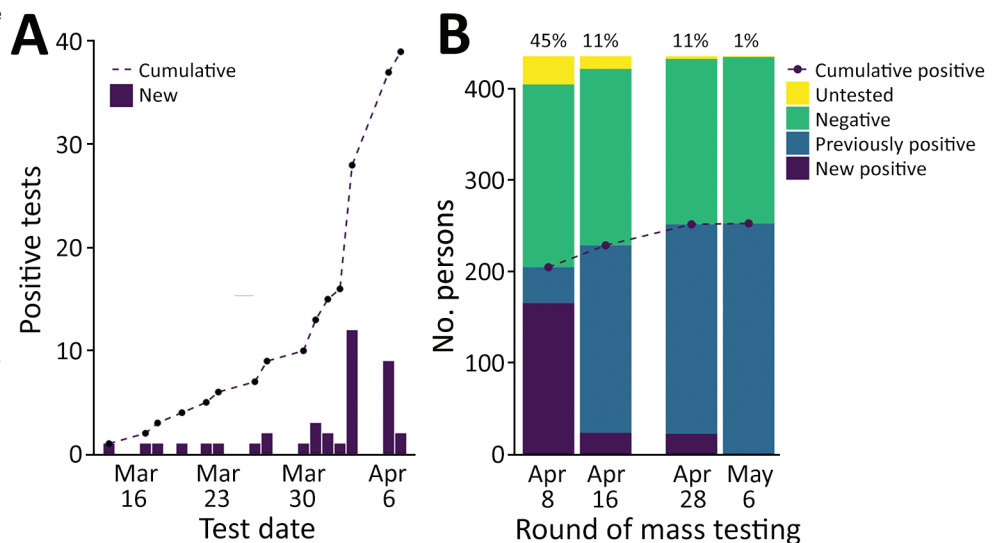 A
40
30
20
10
0
Positive tests
Cumulative
New
Mar
16
Mar
23
Mar
30
Apr
6
Test date
B
45% 11% 11% 1%
400
300
200
100
0
No. persons
Cumulative positive
Untested
Negative
Previously positive
New positive
Apr
8
Apr
16
Apr
28
May
6
Round of mass testing